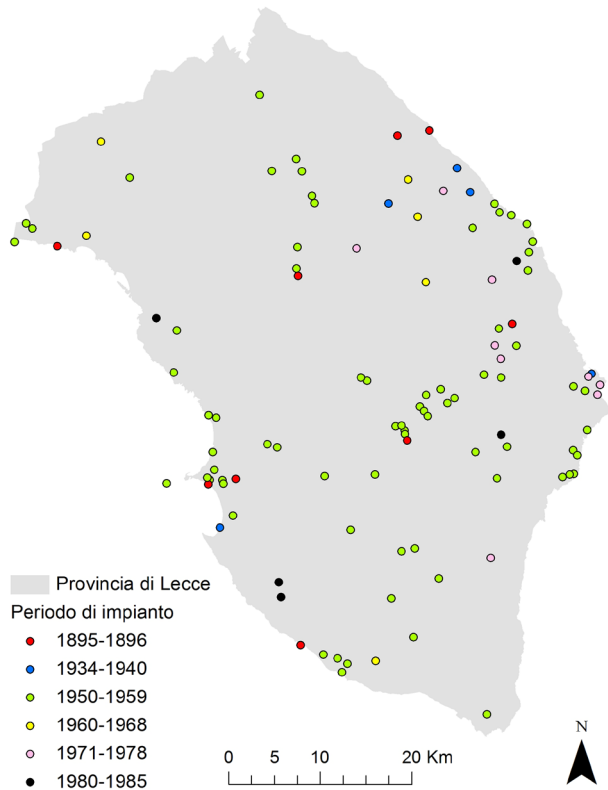 Provincia di Lecce
Periodo di impianto
1895-1896
1934-1940
1950-1959
1960-1968
1971-1978
1980-1985
0 5 10 20 Km
N